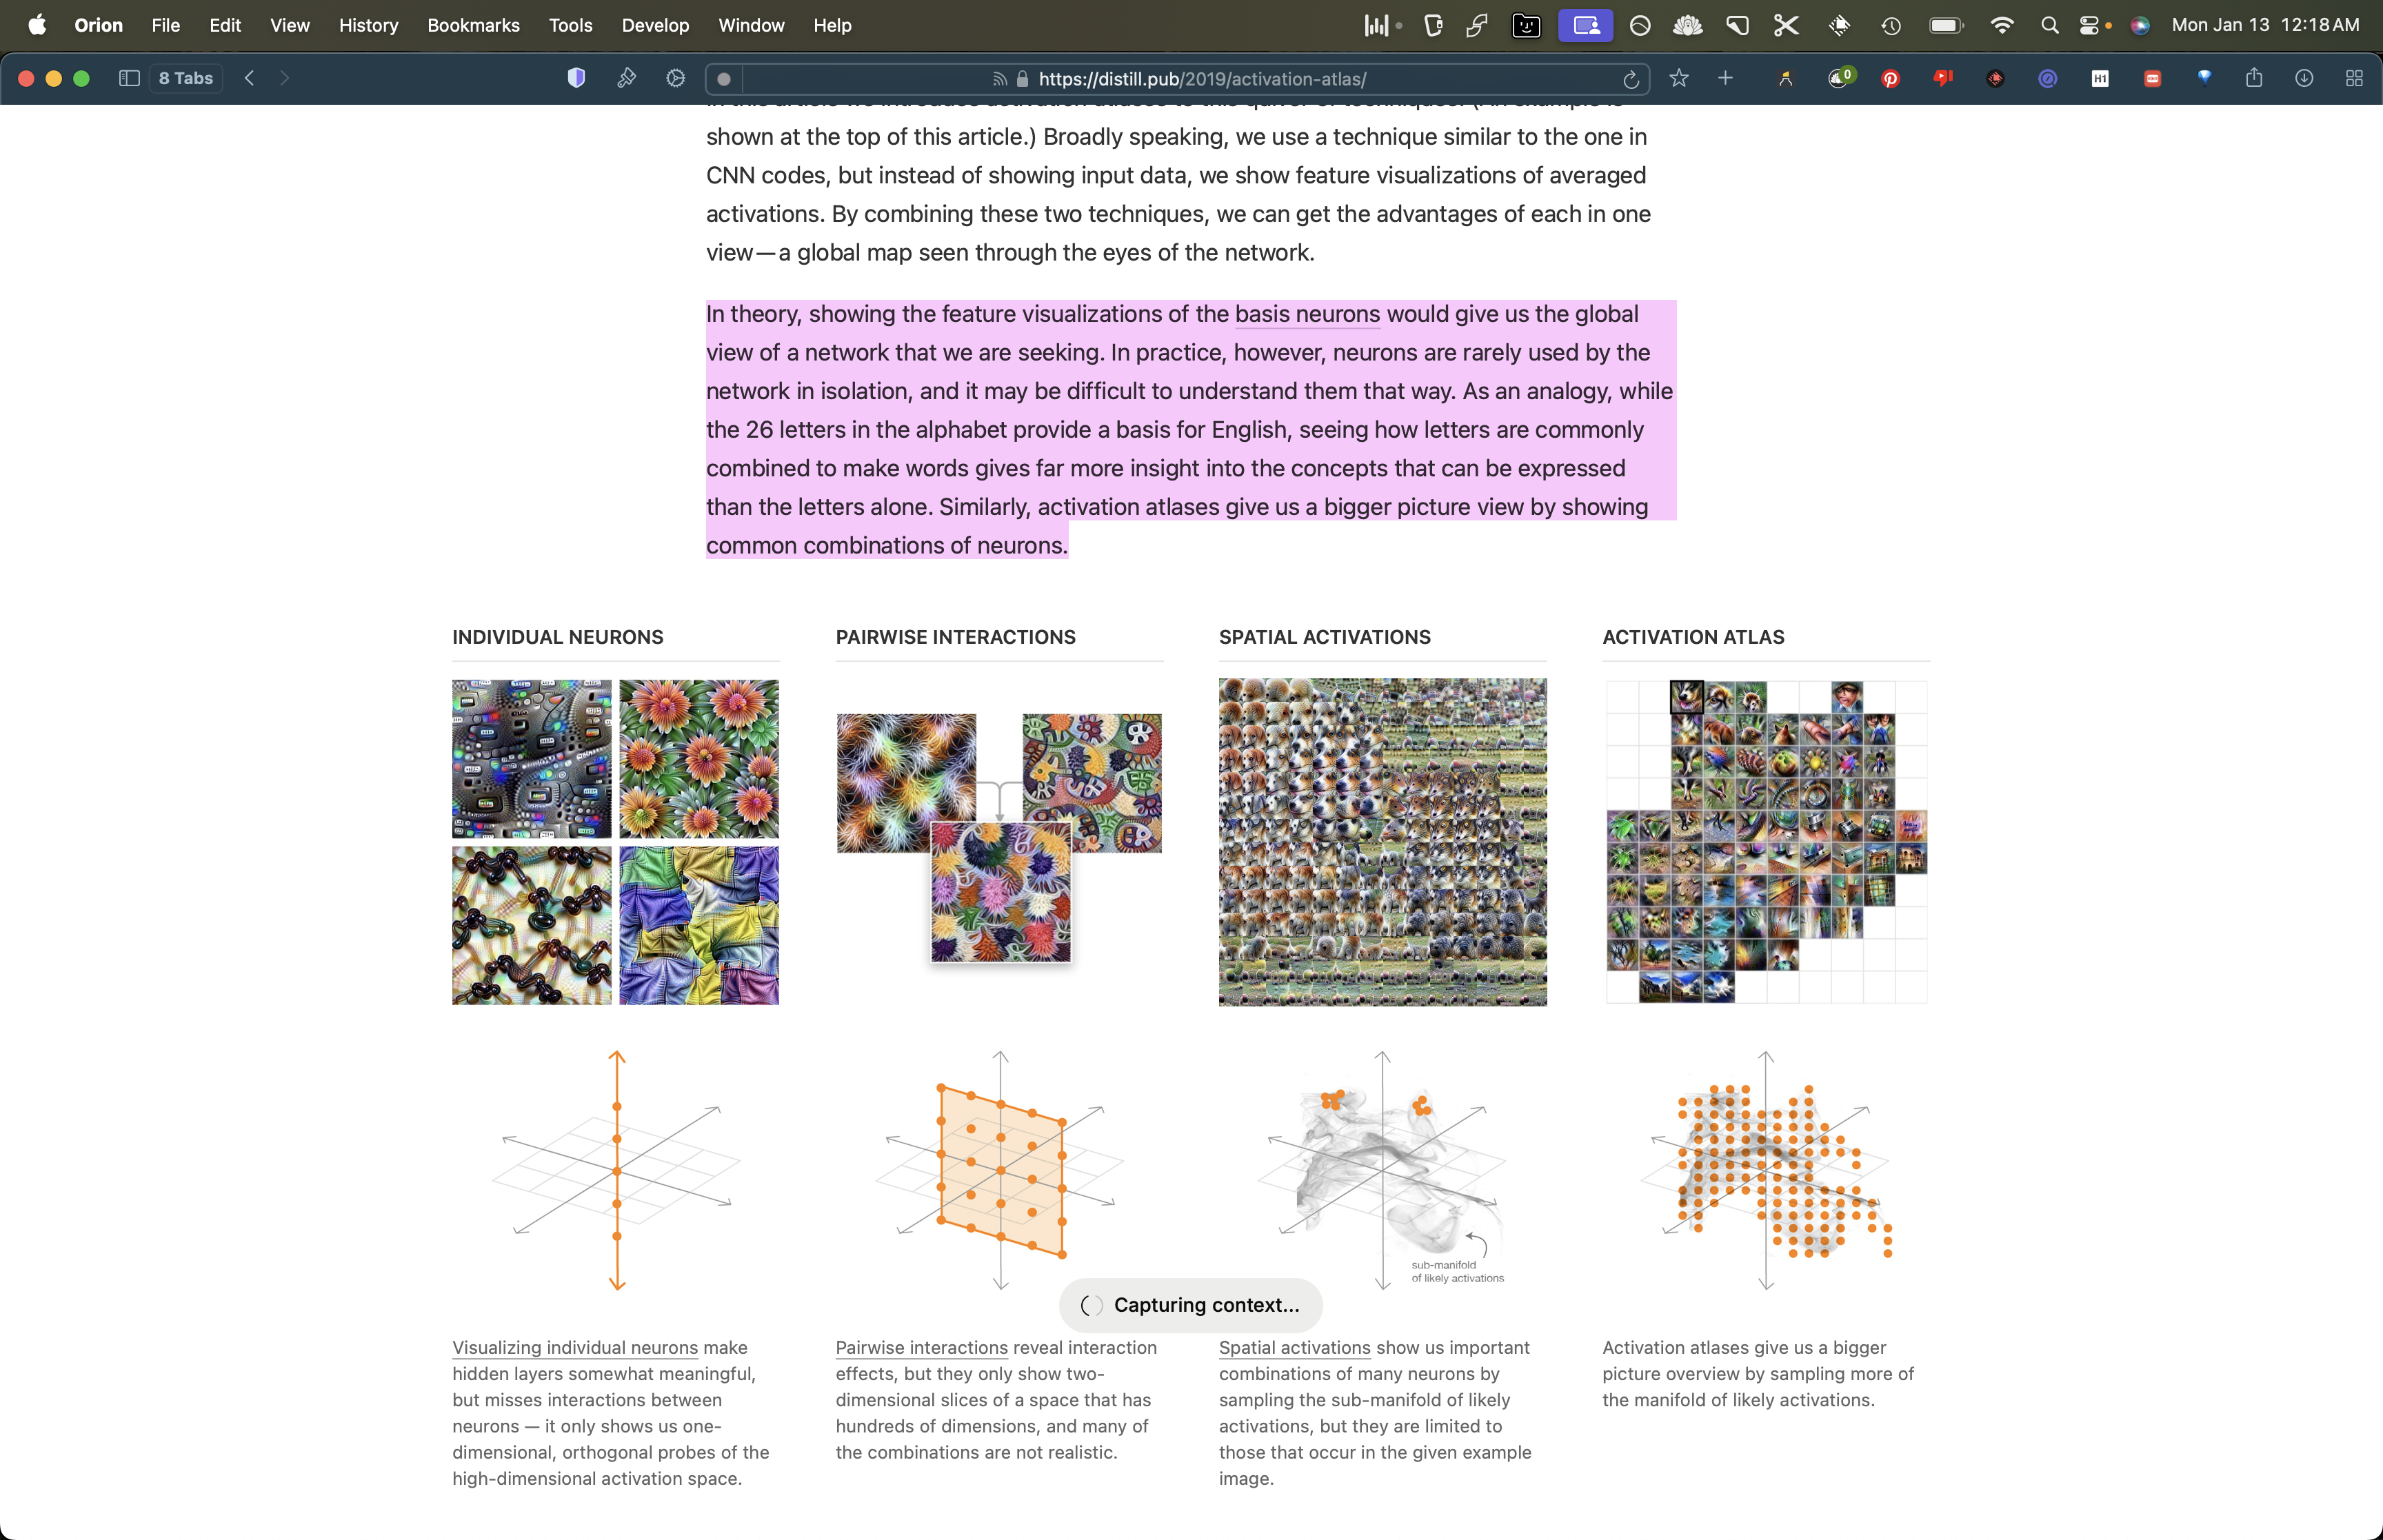 Orion File Edit View History Bookmarks Tools Develop Window Help Mon Jan 13 12:18 AM
8 Tabs https://distill.pub/2019/activation-atlas/ 0 H1
shown at the top of this article.) Broadly speaking, we use a technique similar to the one in
CNN codes, but instead of showing input data, we show feature visualizations of averaged
activations. By combining these two techniques, we can get the advantages of each in one
view — a global map seen through the eyes of the network.
In theory, showing the feature visualizations of the basis neurons would give us the global
view of a network that we are seeking. In practice, however, neurons are rarely used by the
network in isolation, and it may be difficult to understand them that way. As an analogy, while
the 26 letters in the alphabet provide a basis for English, seeing how letters are commonly
combined to make words gives far more insight into the concepts that can be expressed
than the letters alone. Similarly, activation atlases give us a bigger picture view by showing
common combinations of neurons.
INDIVIDUAL NEURONS
PAIRWISE INTERACTIONS
SPATIAL ACTIVATIONS
ACTIVATION ATLAS
sub-manifold
of likely activations
Capturing context...
Visualizing individual neurons make
hidden layers somewhat meaningful,
but misses interactions between
neurons — it only shows us one-
dimensional, orthogonal probes of the
high-dimensional activation space.
Pairwise interactions reveal interaction
effects, but they only show two-
dimensional slices of a space that has
hundreds of dimensions, and many of
the combinations are not realistic.
Spatial activations show us important
combinations of many neurons by
sampling the sub-manifold of likely
activations, but they are limited to
those that occur in the given example
image.
Activation atlases give us a bigger
picture overview by sampling more of
the manifold of likely activations.